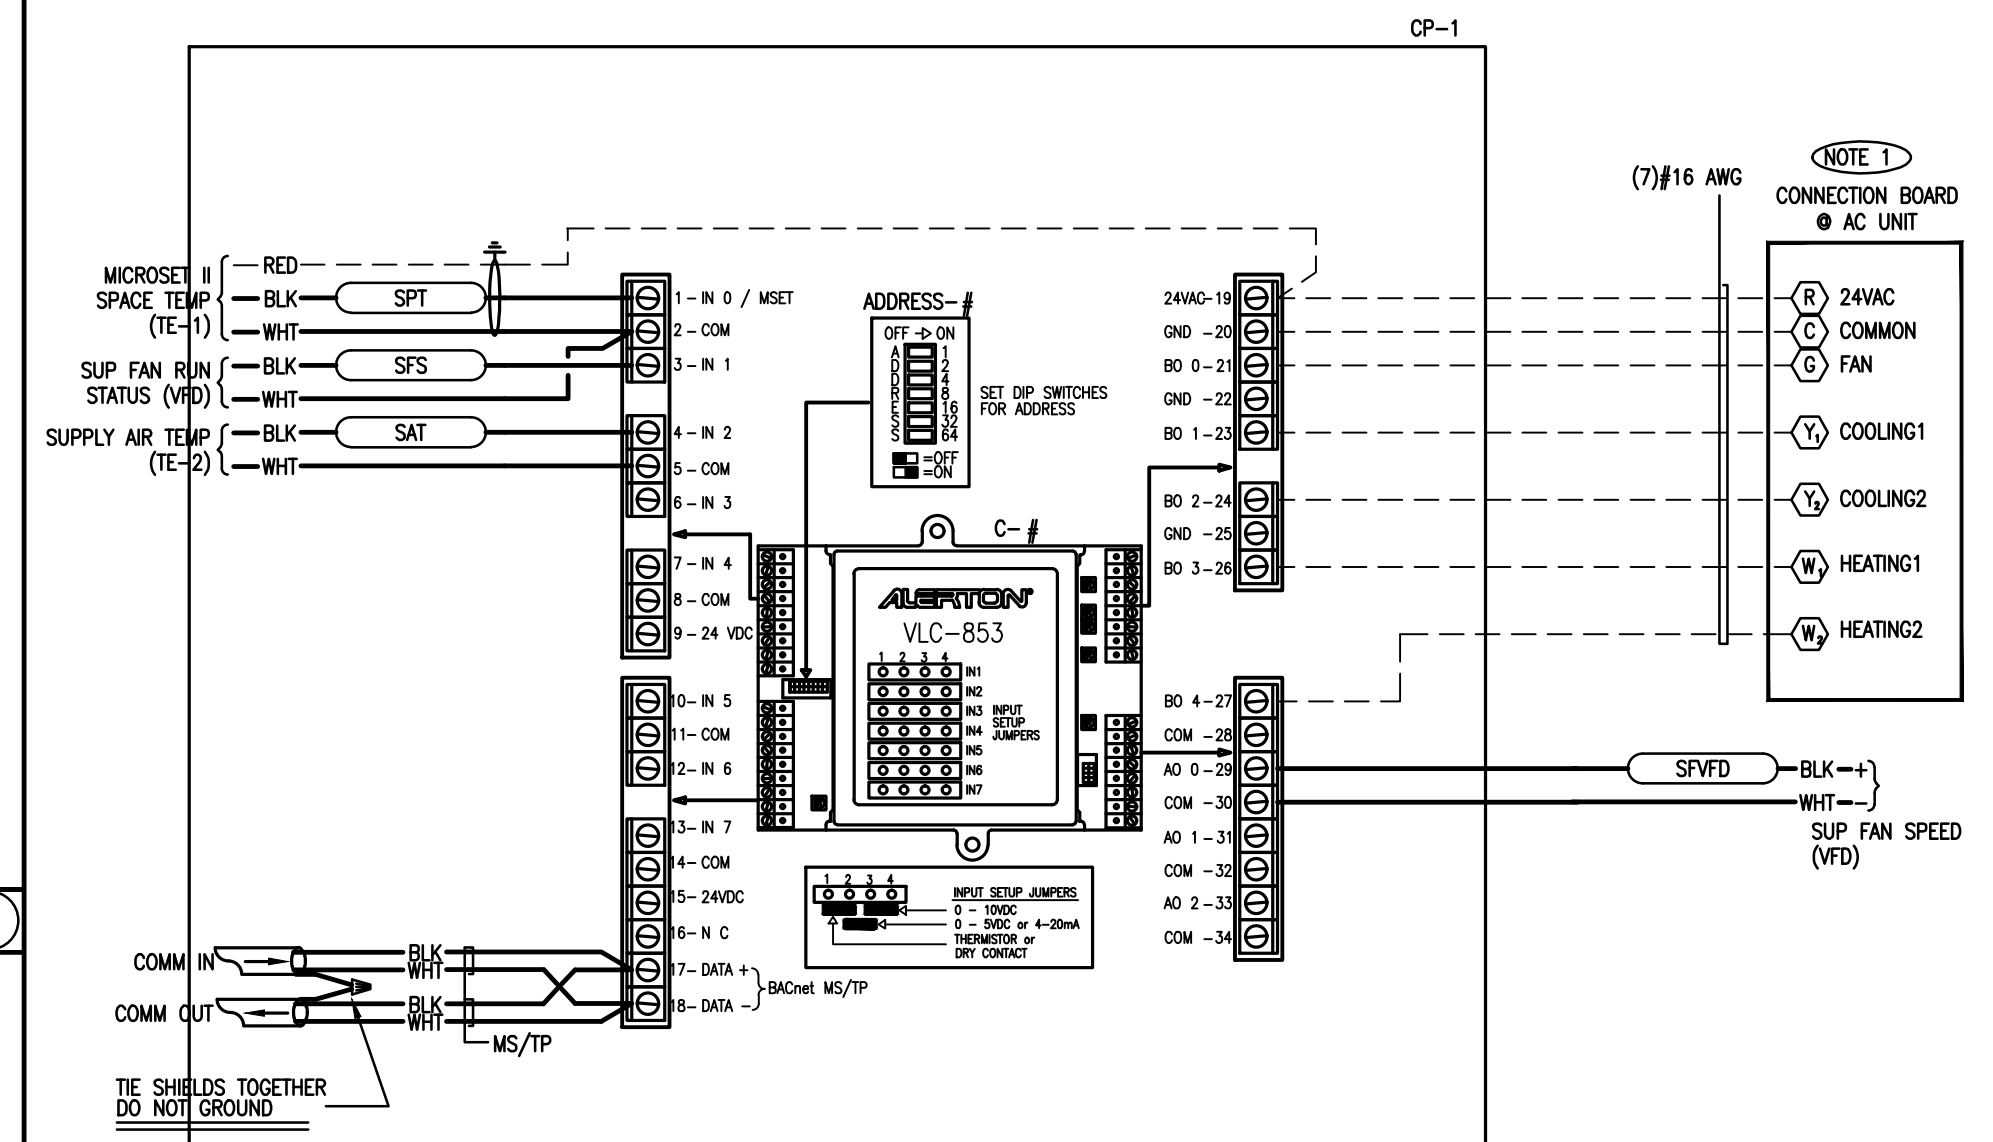 CP-1
NOTE 1
(7)#16 AWG
CONNECTION BOARD
@ AC UNIT
MICROSET II
SPACE TEMP
(TE-1)
RED
BLK
SPT
WHT
SUP FAN RUN
STATUS (VFD)
BLK
SFS
WHT
SUPPLY AIR TEMP
(TE-2)
BLK
SAT
WHT
1 - IN 0 / MSET
2 - COM
3 - IN 1
4 - IN 2
5 - COM
6 - IN 3
7 - IN 4
8 - COM
9 - 24 VDC
10- IN 5
11- COM
12- IN 6
13- IN 7
14- COM
15- 24VDC
16- N C
17- DATA +
18- DATA -
BACnet MS/TP
ADDRESS-#
OFF -> ON
A 1
D 2
D 4
R 8
E 16
S 32
S 64
=OFF
=ON
SET DIP SWITCHES
FOR ADDRESS
C-#
ALERTON®
VLC-853
1 2 3 4
IN1
IN2
IN3
IN4
IN5
IN6
IN7
INPUT
SETUP
JUMPERS
1 2 3 4
INPUT SETUP JUMPERS
0 - 10VDC
0 - 5VDC or 4-20mA
THERMISTOR or
DRY CONTACT
24VAC-19
GND -20
BO 0-21
GND -22
BO 1-23
BO 2-24
GND -25
BO 3-26
BO 4-27
COM -28
AO 0-29
COM -30
AO 1-31
COM -32
AO 2-33
COM -34
R 24VAC
C COMMON
G FAN
Y1 COOLING1
Y2 COOLING2
W1 HEATING1
W2 HEATING2
SFVFD
BLK +
WHT -
SUP FAN SPEED
(VFD)
COMM IN
BLK
WHT
COMM OUT
BLK
WHT
MS/TP
TIE SHIELDS TOGETHER
DO NOT GROUND